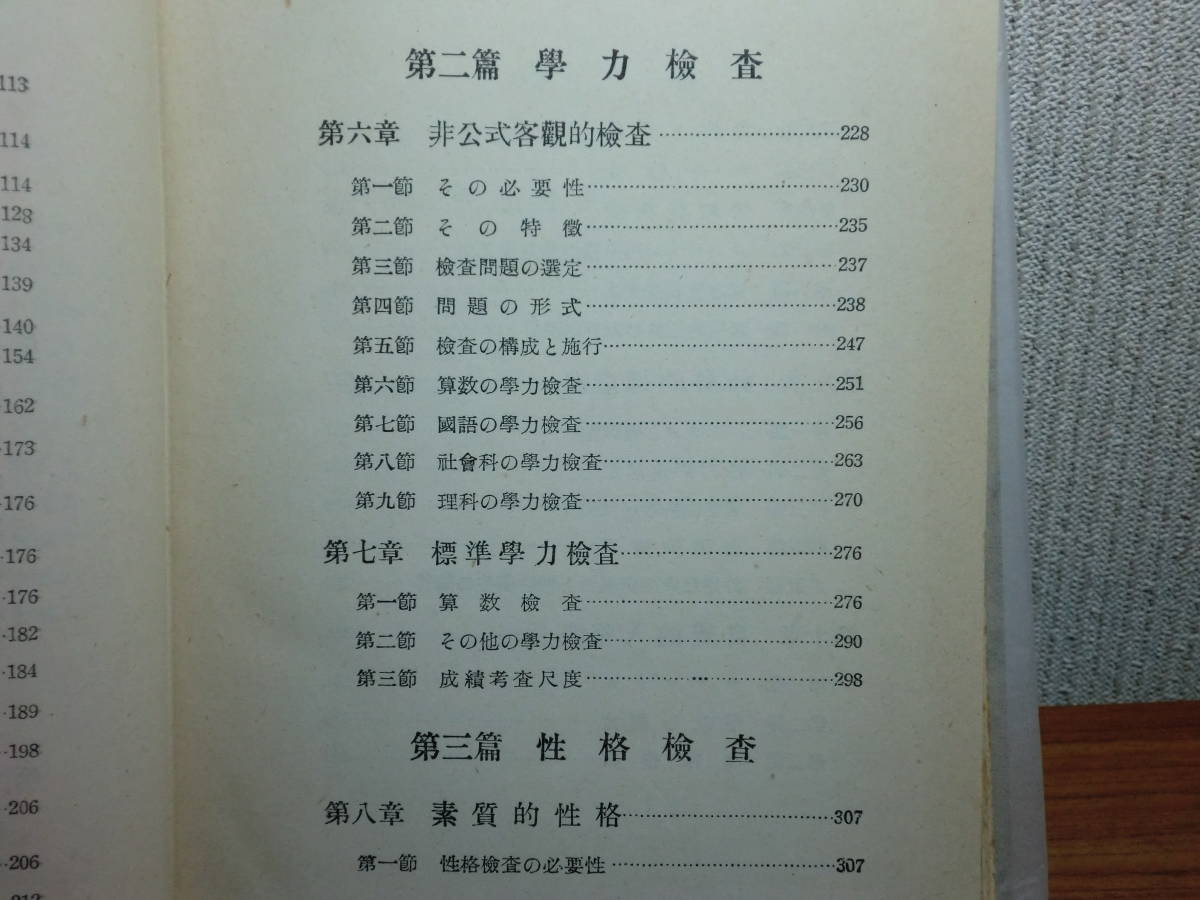 113
114
114
128
134
139
140
154
162
173
176
176
176
182
184
189
198
206
206
第二篇 學力檢査
第六章 非公式客觀的檢査……………………228
第一節 その必要性……………………230
第二節 その特徵……………………235
第三節 檢査問題の選定……………………237
第四節 問題の形式……………………238
第五節 檢査の構成と施行……………………247
第六節 算数の學力檢査……………………251
第七節 國語の學力檢査……………………256
第八節 社會科の學力檢査……………………263
第九節 理科の學力檢査……………………270
第七章 標準學力檢査……………………276
第一節 算数檢査……………………276
第二節 その他の學力檢査……………………290
第三節 成績考査尺度……………………298
第三篇 性格檢査
第八章 素質的性格……………………307
第一節 性格檢査の必要性……………………307